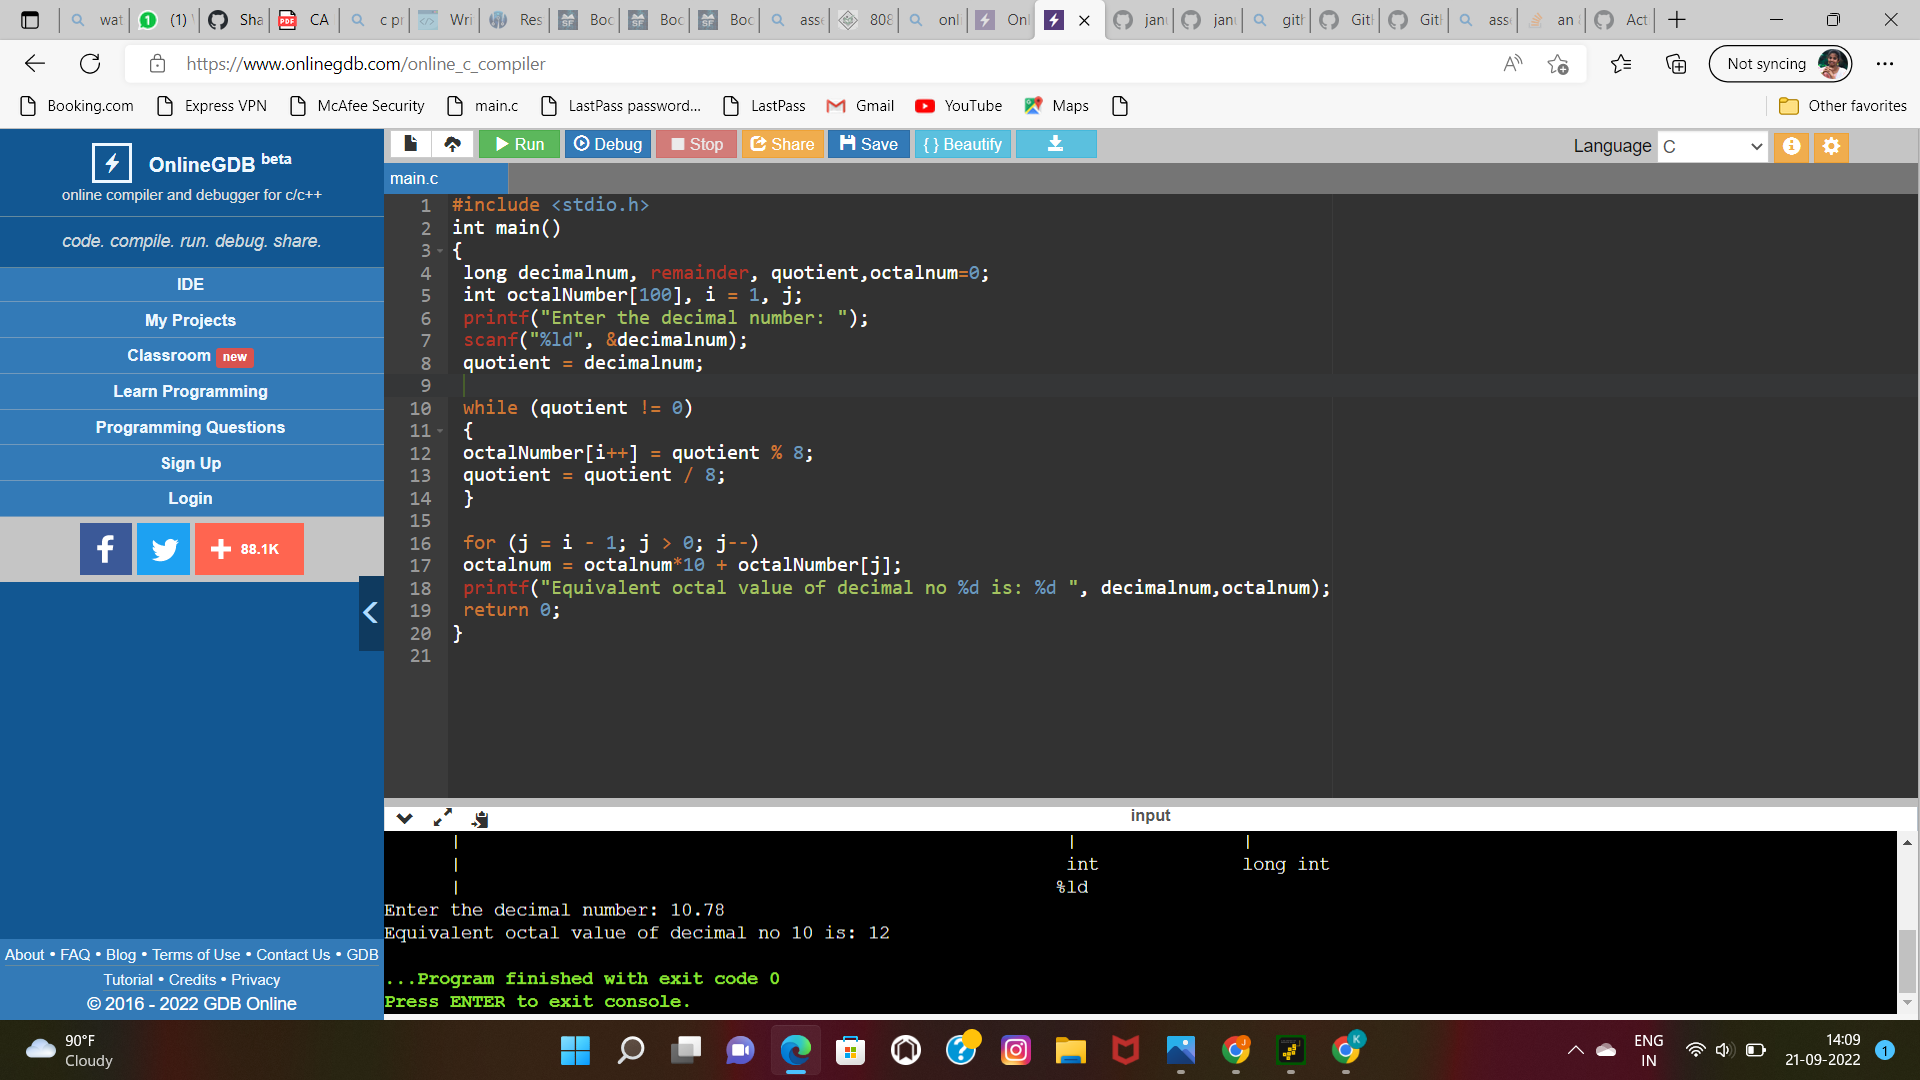 wat
(1)
Sha
CA
c pr
Wri
Res
Boc
Boc
Boc
asse
808
onli
Onl
janu
janu
gith
Gitl
Gitl
asse
an
Act
https://www.onlinegdb.com/online_c_compiler
Not syncing
Booking.com
Express VPN
McAfee Security
main.c
LastPass password...
LastPass
Gmail
YouTube
Maps
Other favorites
OnlineGDB beta
online compiler and debugger for c/c++
code. compile. run. debug. share.
IDE
My Projects
Classroom new
Learn Programming
Programming Questions
Sign Up
Login
88.1K
About • FAQ • Blog • Terms of Use • Contact Us • GDB
Tutorial • Credits • Privacy
© 2016 - 2022 GDB Online
Run
Debug
Stop
Share
Save
{ } Beautify
Language C
main.c
1 #include <stdio.h>
2 int main()
3 {
4 long decimalnum, remainder, quotient,octalnum=0;
5 int octalNumber[100], i = 1, j;
6 printf("Enter the decimal number: ");
7 scanf("%ld", &decimalnum);
8 quotient = decimalnum;
9
10 while (quotient != 0)
11 {
12 octalNumber[i++] = quotient % 8;
13 quotient = quotient / 8;
14 }
15
16 for (j = i - 1; j > 0; j--)
17 octalnum = octalnum*10 + octalNumber[j];
18 printf("Equivalent octal value of decimal no %d is: %d ", decimalnum,octalnum);
19 return 0;
20 }
21
input
| | |
| int long int
| %ld
Enter the decimal number: 10.78
Equivalent octal value of decimal no 10 is: 12
...Program finished with exit code 0
Press ENTER to exit console.
90°F
Cloudy
ENG
IN
14:09
21-09-2022
1